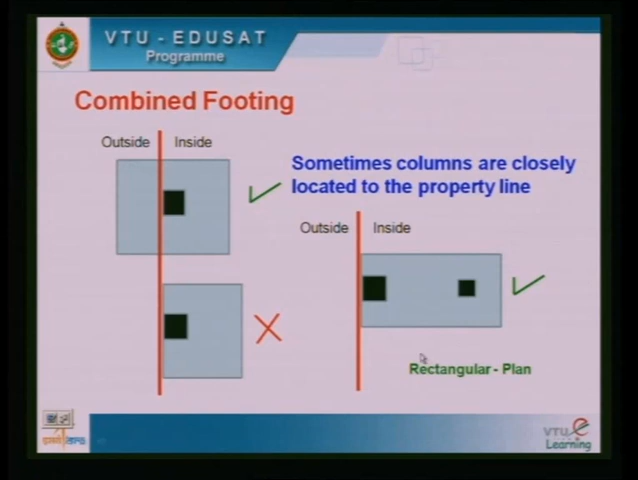 VTU - EDUSAT
Programme
Combined Footing
Outside Inside
Sometimes columns are closely
located to the property line
Outside Inside
Rectangular - Plan
VTU e
Learning